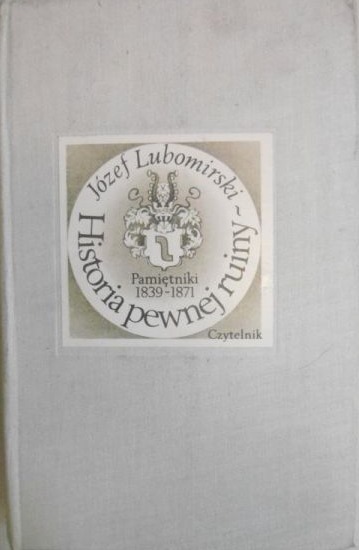 Józef Lubomirski ~
Historia pewnej ruiny
Pamiętniki
1839-1871
Czytelnik